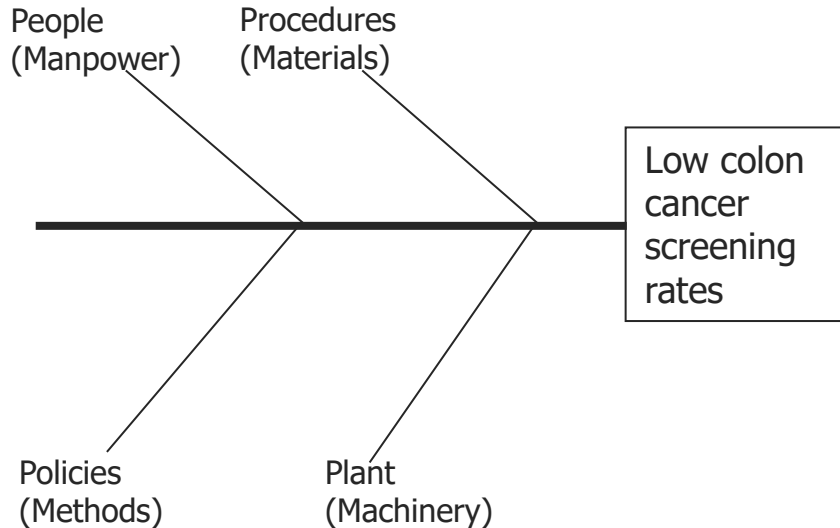 People
(Manpower)
Procedures
(Materials)
Low colon
cancer
screening
rates
Policies
(Methods)
Plant
(Machinery)